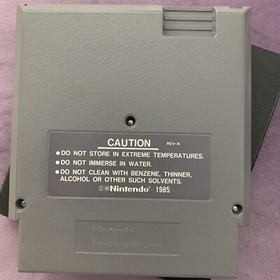 CAUTION REV-A
• DO NOT STORE IN EXTREME TEMPERATURES.
• DO NOT IMMERSE IN WATER.
• DO NOT CLEAN WITH BENZENE, THINNER,
ALCOHOL OR OTHER SUCH SOLVENTS.
©®Nintendo® 1985